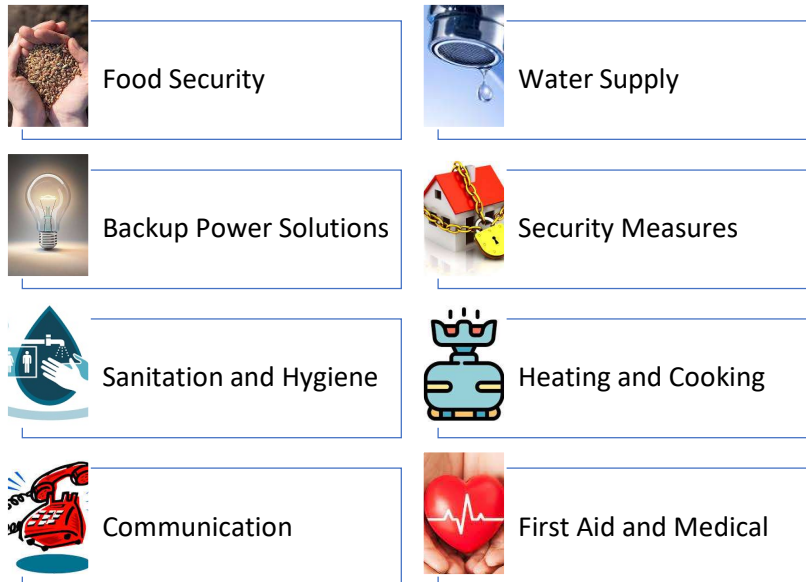 Food Security
Water Supply
Backup Power Solutions
Security Measures
Sanitation and Hygiene
Heating and Cooking
Communication
First Aid and Medical